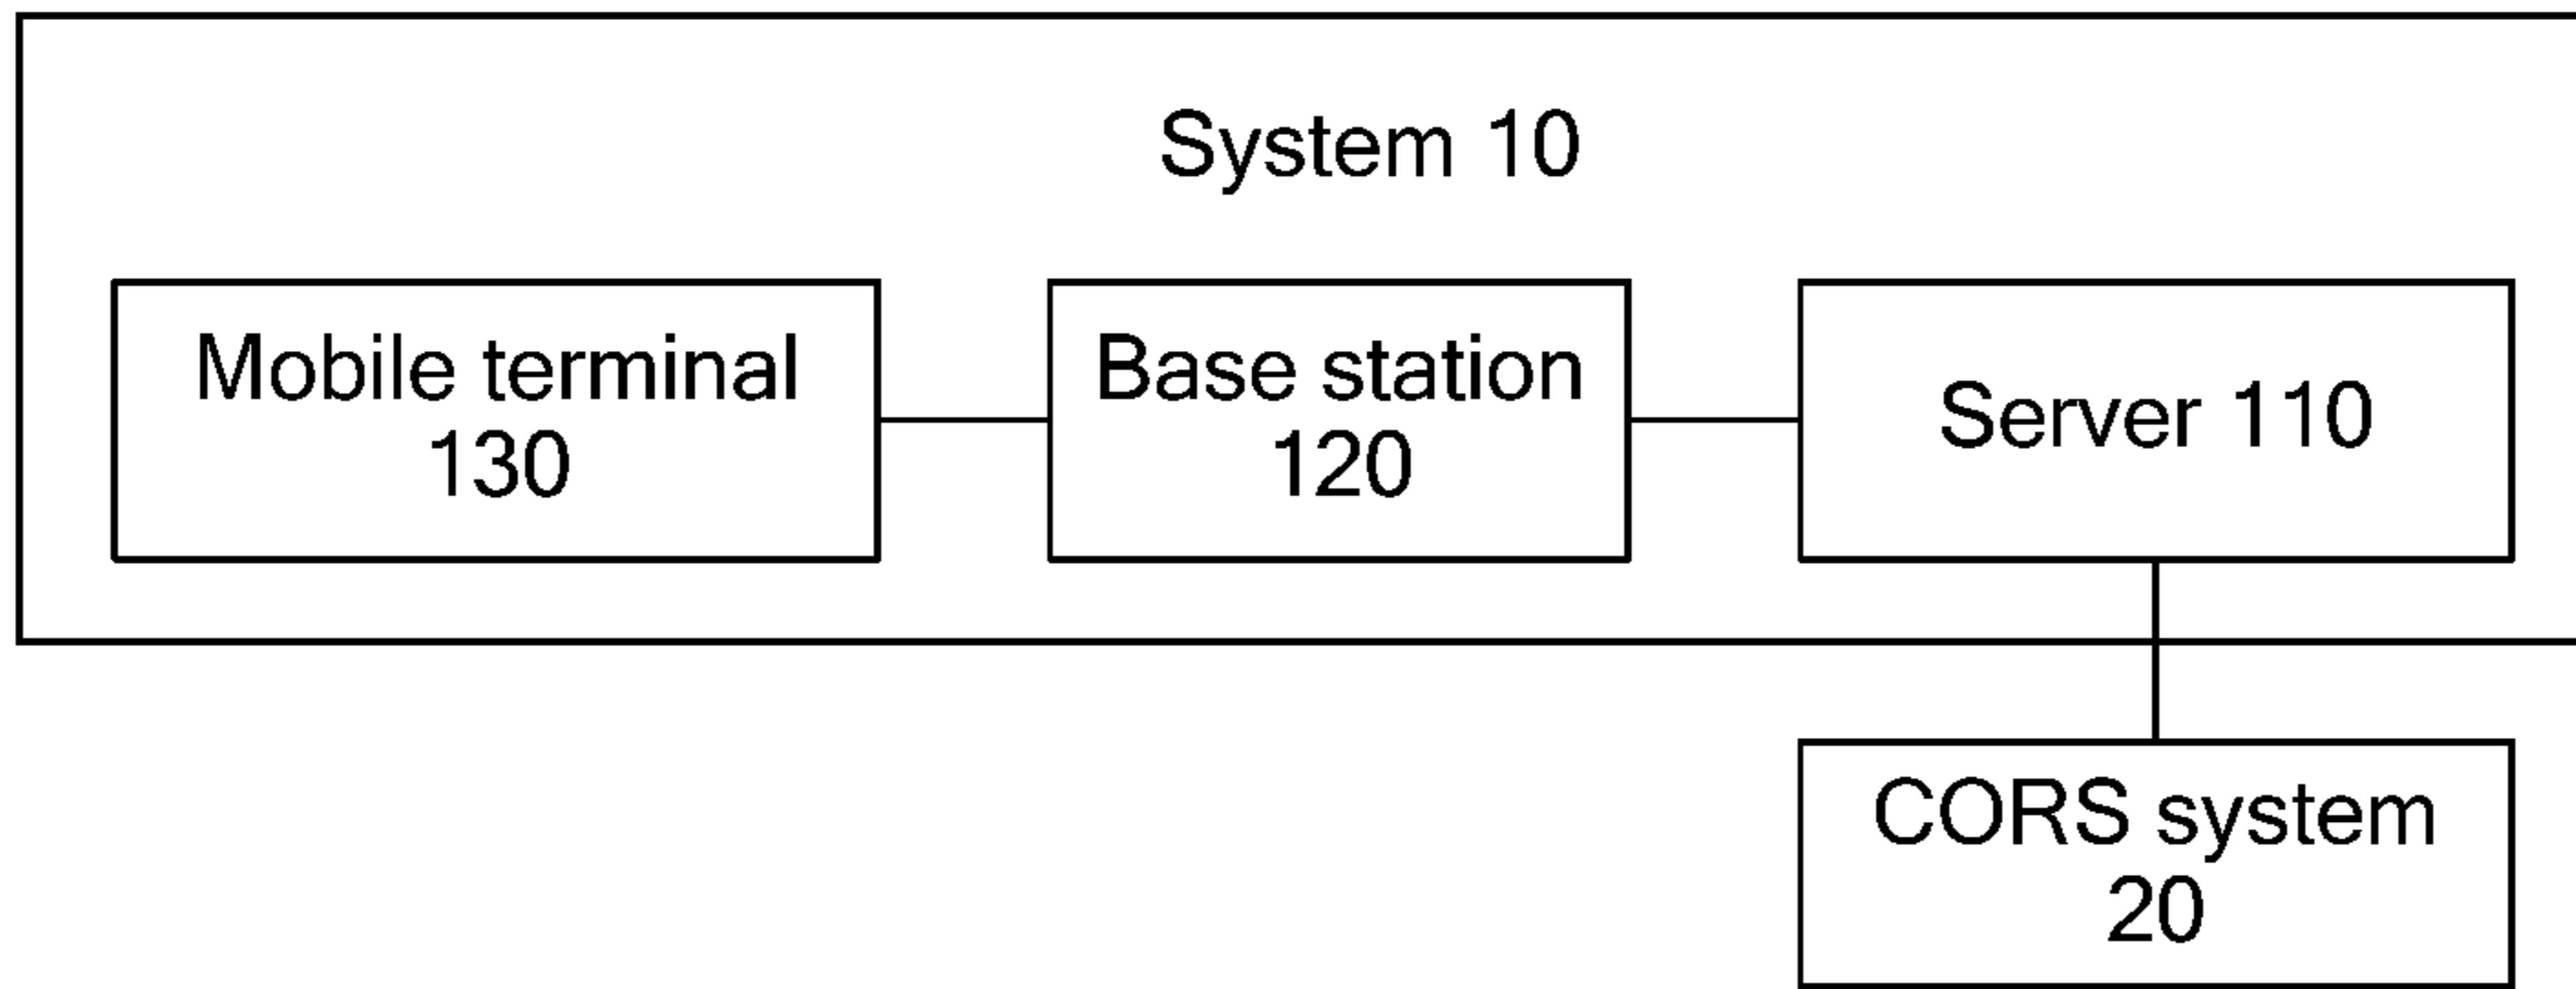 System 10
Mobile terminal
130
Base station
120
Server 110
CORS system
20